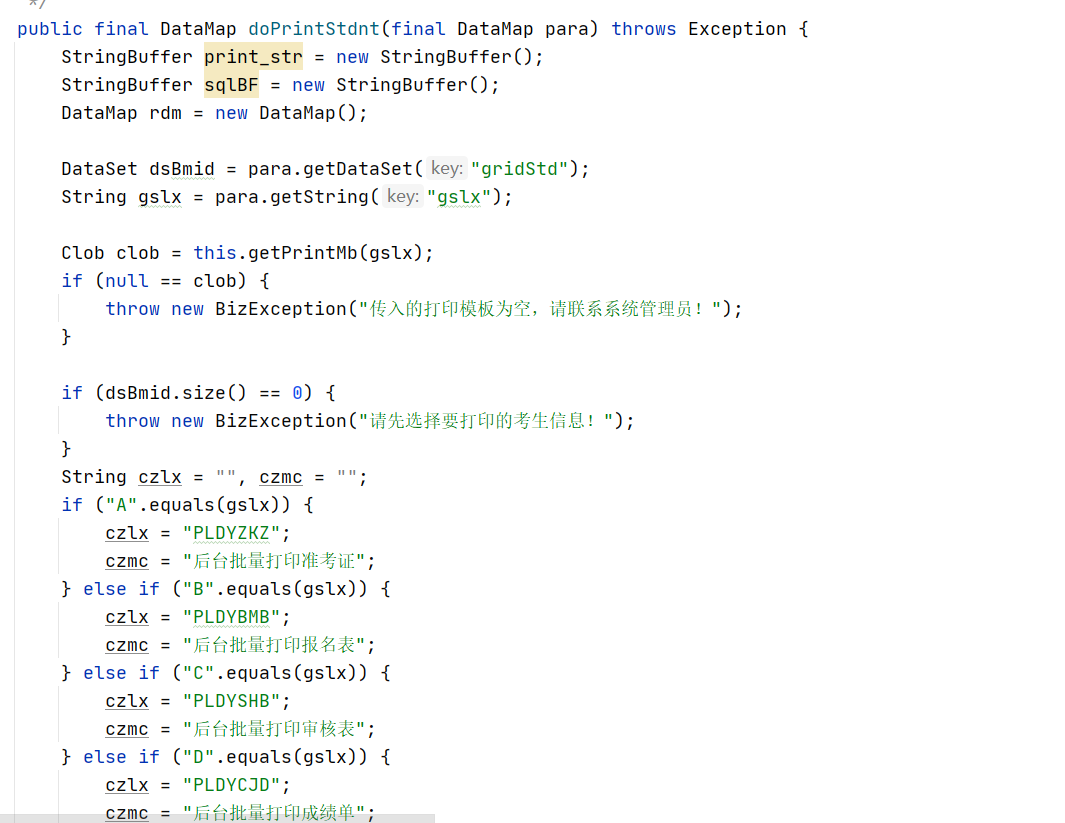 */
public final DataMap doPrintStdnt(final DataMap para) throws Exception {
StringBuffer print_str = new StringBuffer();
StringBuffer sqlBF = new StringBuffer();
DataMap rdm = new DataMap();
DataSet dsBmid = para.getDataSet( key: "gridStd");
String gslx = para.getString( key: "gslx");
Clob clob = this.getPrintMb(gslx);
if (null == clob) {
throw new BizException("传入的打印模板为空，请联系系统管理员！");
}
if (dsBmid.size() == 0) {
throw new BizException("请先选择要打印的考生信息！");
}
String czlx = "", czmc = "";
if ("A".equals(gslx)) {
czlx = "PLDYZKZ";
czmc = "后台批量打印准考证";
} else if ("B".equals(gslx)) {
czlx = "PLDYBMB";
czmc = "后台批量打印报名表";
} else if ("C".equals(gslx)) {
czlx = "PLDYSHB";
czmc = "后台批量打印审核表";
} else if ("D".equals(gslx)) {
czlx = "PLDYCJD";
czmc = "后台批量打印成绩单";